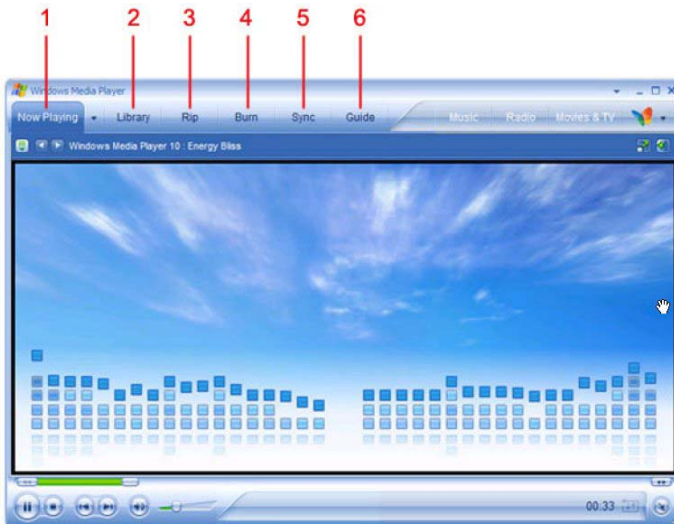 1 2 3 4 5 6
Windows Media Player
Now Playing Library Rip Burn Sync Guide Music Radio Movies & TV
Windows Media Player 10 : Energy Bliss
00:33